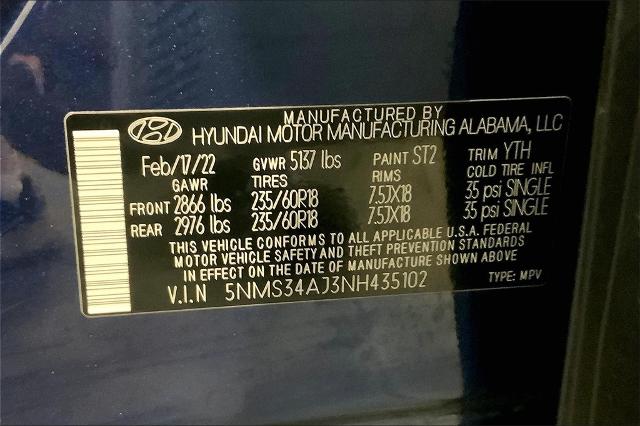 MANUFACTURED BY
HYUNDAI MOTOR MANUFACTURING ALABAMA, LLC
Feb/17/22 GVWR 5137 lbs PAINT ST2 TRIM YTH
GAWR TIRES RIMS COLD TIRE INFL
FRONT 2866 lbs 235/60R18 7.5JX18 35 psi SINGLE
REAR 2976 lbs 235/60R18 7.5JX18 35 psi SINGLE
THIS VEHICLE CONFORMS TO ALL APPLICABLE U.S.A. FEDERAL
MOTOR VEHICLE SAFETY AND THEFT PREVENTION STANDARDS
IN EFFECT ON THE DATE OF MANUFACTURE SHOWN ABOVE
V.I.N 5NMS34AJ3NH435102 TYPE: MPV